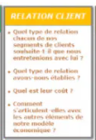 RELATION CLIENT
• Quel type de relation
chacun de nos
segments de clients
souhaite t-il que nous
entretenions avec lui ?
• Quel type de relation
avons-nous établies ?
• Quel est leur coût ?
• Comment
s'articulent-elles avec
les autres éléments de
notre modèle
économique ?